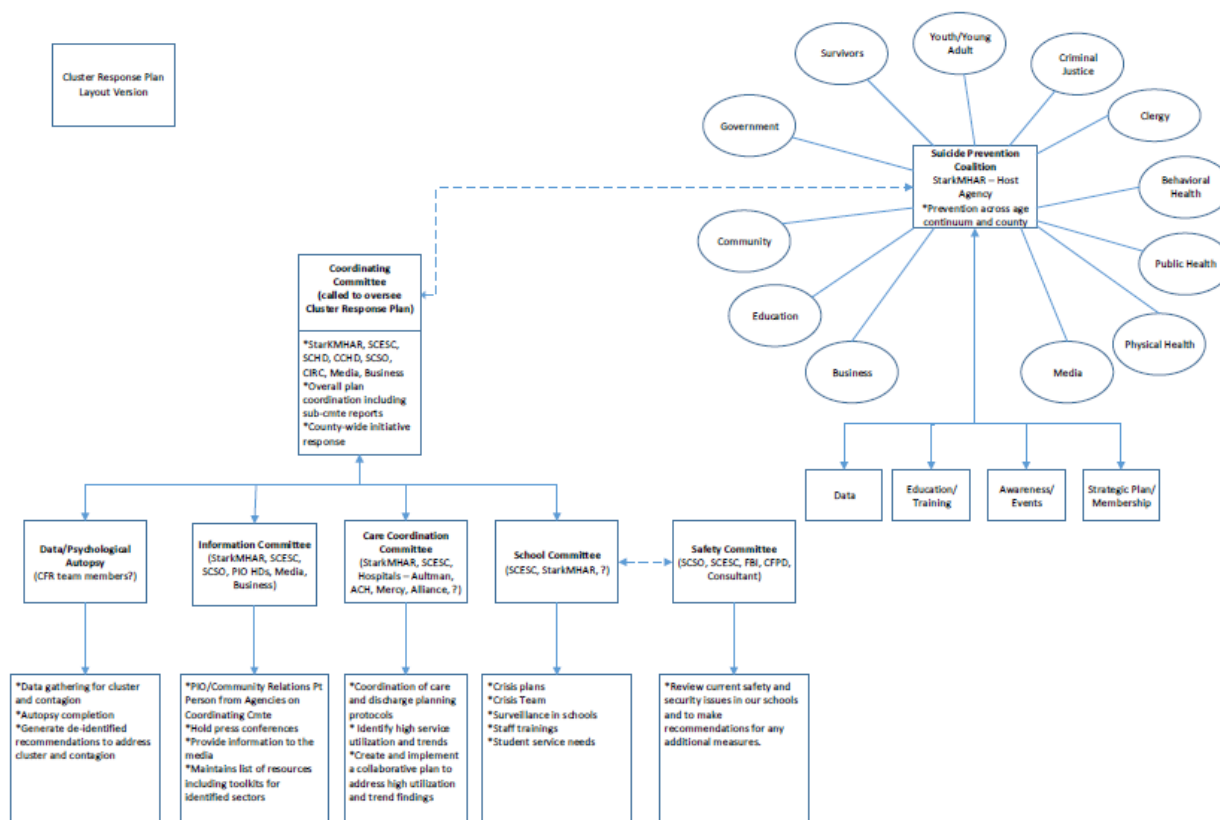 Cluster Response Plan
Layout Version
Survivors
Youth/Young
Adult
Criminal
Justice
Clergy
Government
Suicide Prevention
Coalition
StarkMHAR – Host
Agency
*Prevention across age
continuum and county
Behavioral
Health
Community
Public Health
Education
Physical Health
Business
Media
Coordinating
Committee
(called to oversee
Cluster Response Plan)
*StarKMHAR, SCESC,
SCHD, CCHD, SCSO,
CIRC, Media, Business
*Overall plan
coordination including
sub-cmte reports
*County-wide initiative
response
Data
Education/
Training
Awareness/
Events
Strategic Plan/
Membership
Data/Psychological
Autopsy
(CFR team members?)
Information Committee
(StarkMHAR, SCESC,
SCSO, PIO HDs, Media,
Business)
Care Coordination
Committee
(StarkMHAR, SCESC,
Hospitals – Aultman,
ACH, Mercy, Alliance, ?)
School Committee
(SCESC, StarkMHAR, ?)
Safety Committee
(SCSO, SCESC, FBI, CFPD,
Consultant)
*Data gathering for cluster
and contagion
*Autopsy completion
*Generate de-identified
recommendations to address
cluster and contagion
*PIO/Community Relations Pt
Person from Agencies on
Coordinating Cmte
*Hold press conferences
*Provide information to the
media
*Maintains list of resources
including toolkits for
identified sectors
*Coordination of care
and discharge planning
protocols
* Identify high service
utilization and trends
*Create and implement
a collaborative plan to
address high utilization
and trend findings
*Crisis plans
*Crisis Team
*Surveillance in schools
*Staff trainings
*Student service needs
*Review current safety and
security issues in our schools
and to make
recommendations for any
additional measures.